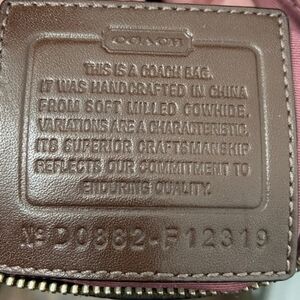 COACH
THIS IS A COACH BAG.
IT WAS HANDCRAFTED IN CHINA
FROM SOFT MILLED COWHIDE.
VARIATIONS ARE A CHARACTERISTIC.
ITS SUPERIOR CRAFTSMANSHIP
REFLECTS OUR COMMITMENT TO
ENDURING QUALITY.
Nº D0882-F12319